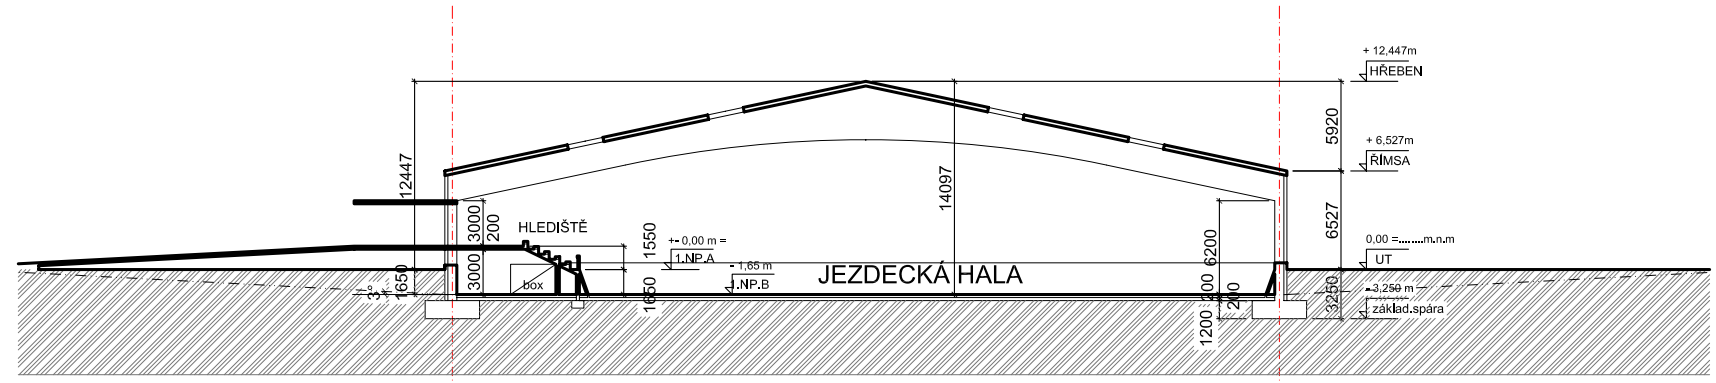 + 12,447m
HŘEBEN
5920
+ 6,527m
ŘÍMSA
12447
14097
3000
200
HLEDIŠTĚ
1550
+- 0,00 m =
1.NP.A
- 1,65 m
1.NP.B
JEZDECKÁ HALA
6200
6527
0,00 =........m.n.m
UT
3°
1650
3000
box
1650
200
200
1200
3250
- 3,250 m
základ.spára